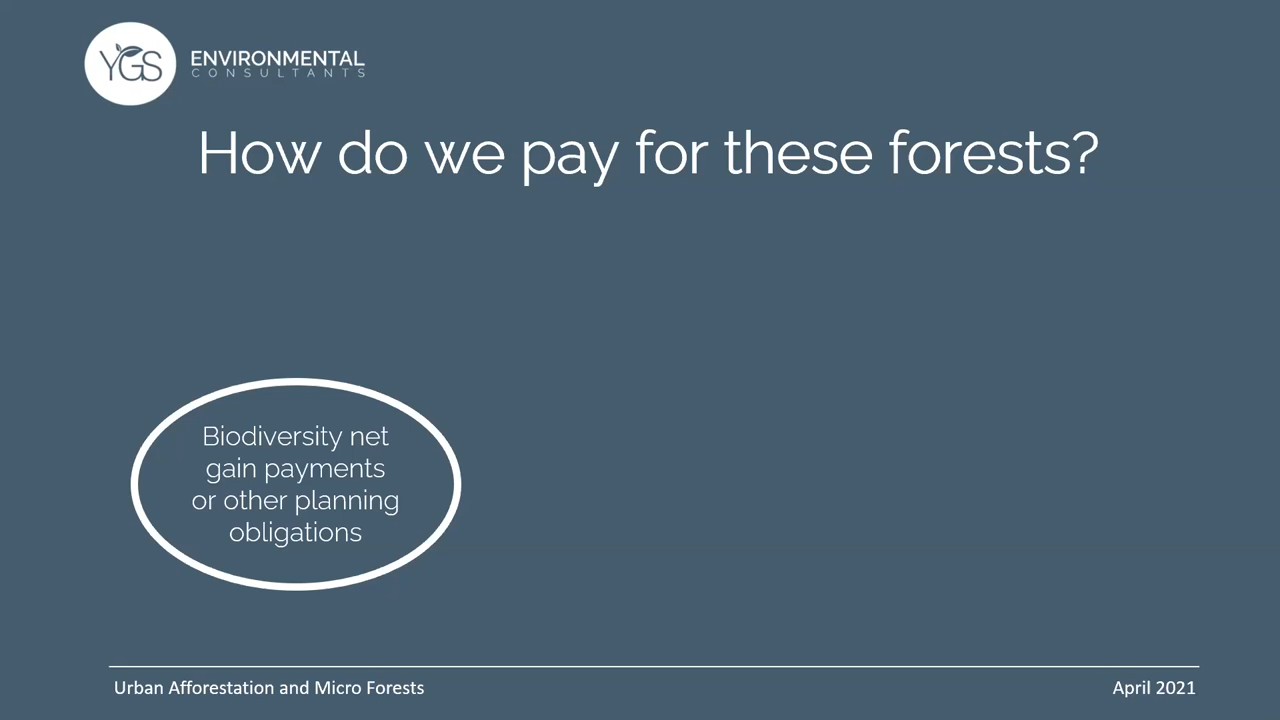 YGS
ENVIRONMENTAL
CONSULTANTS
How do we pay for these forests?
Biodiversity net
gain payments
or other planning
obligations
Urban Afforestation and Micro Forests
April 2021